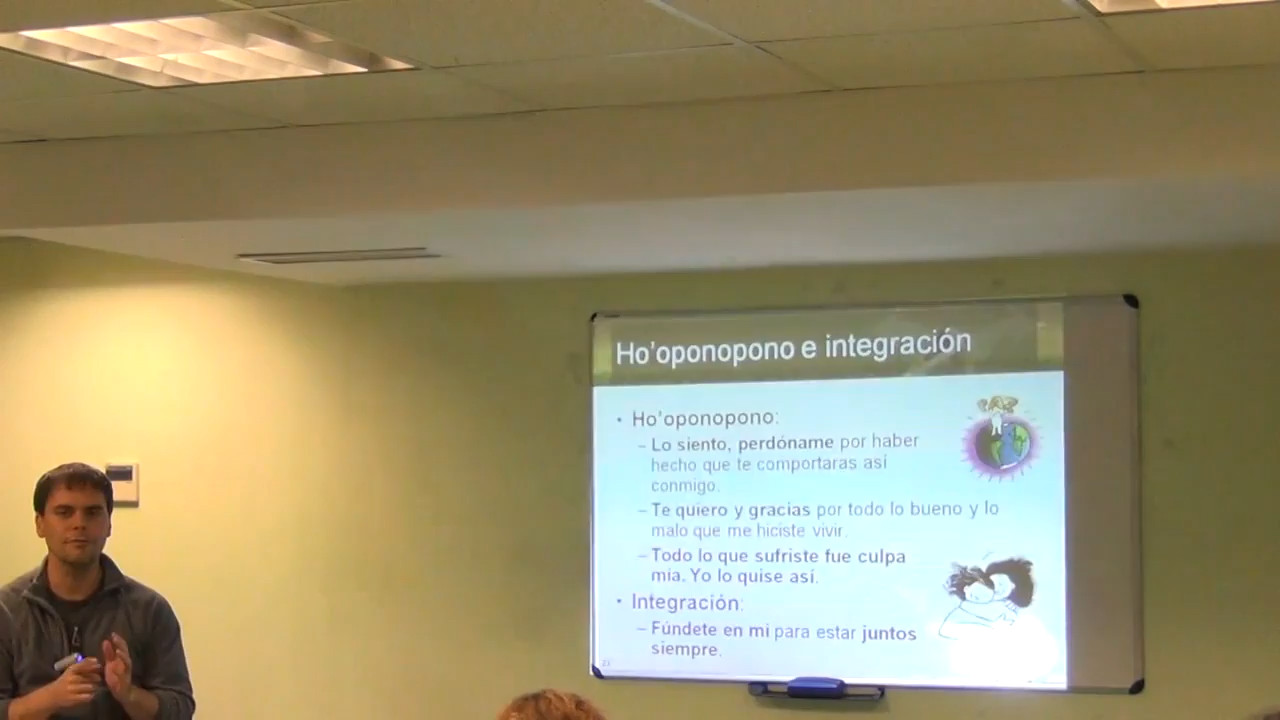 Ho'oponopono e integración
• Ho'oponopono:
– Lo siento, perdóname por haber
hecho que te comportaras así
conmigo.
– Te quiero y gracias por todo lo bueno y lo
malo que me hiciste vivir.
– Todo lo que sufriste fue culpa
mia. Yo lo quise así.
• Integración:
– Fúndete en mi para estar juntos
siempre.